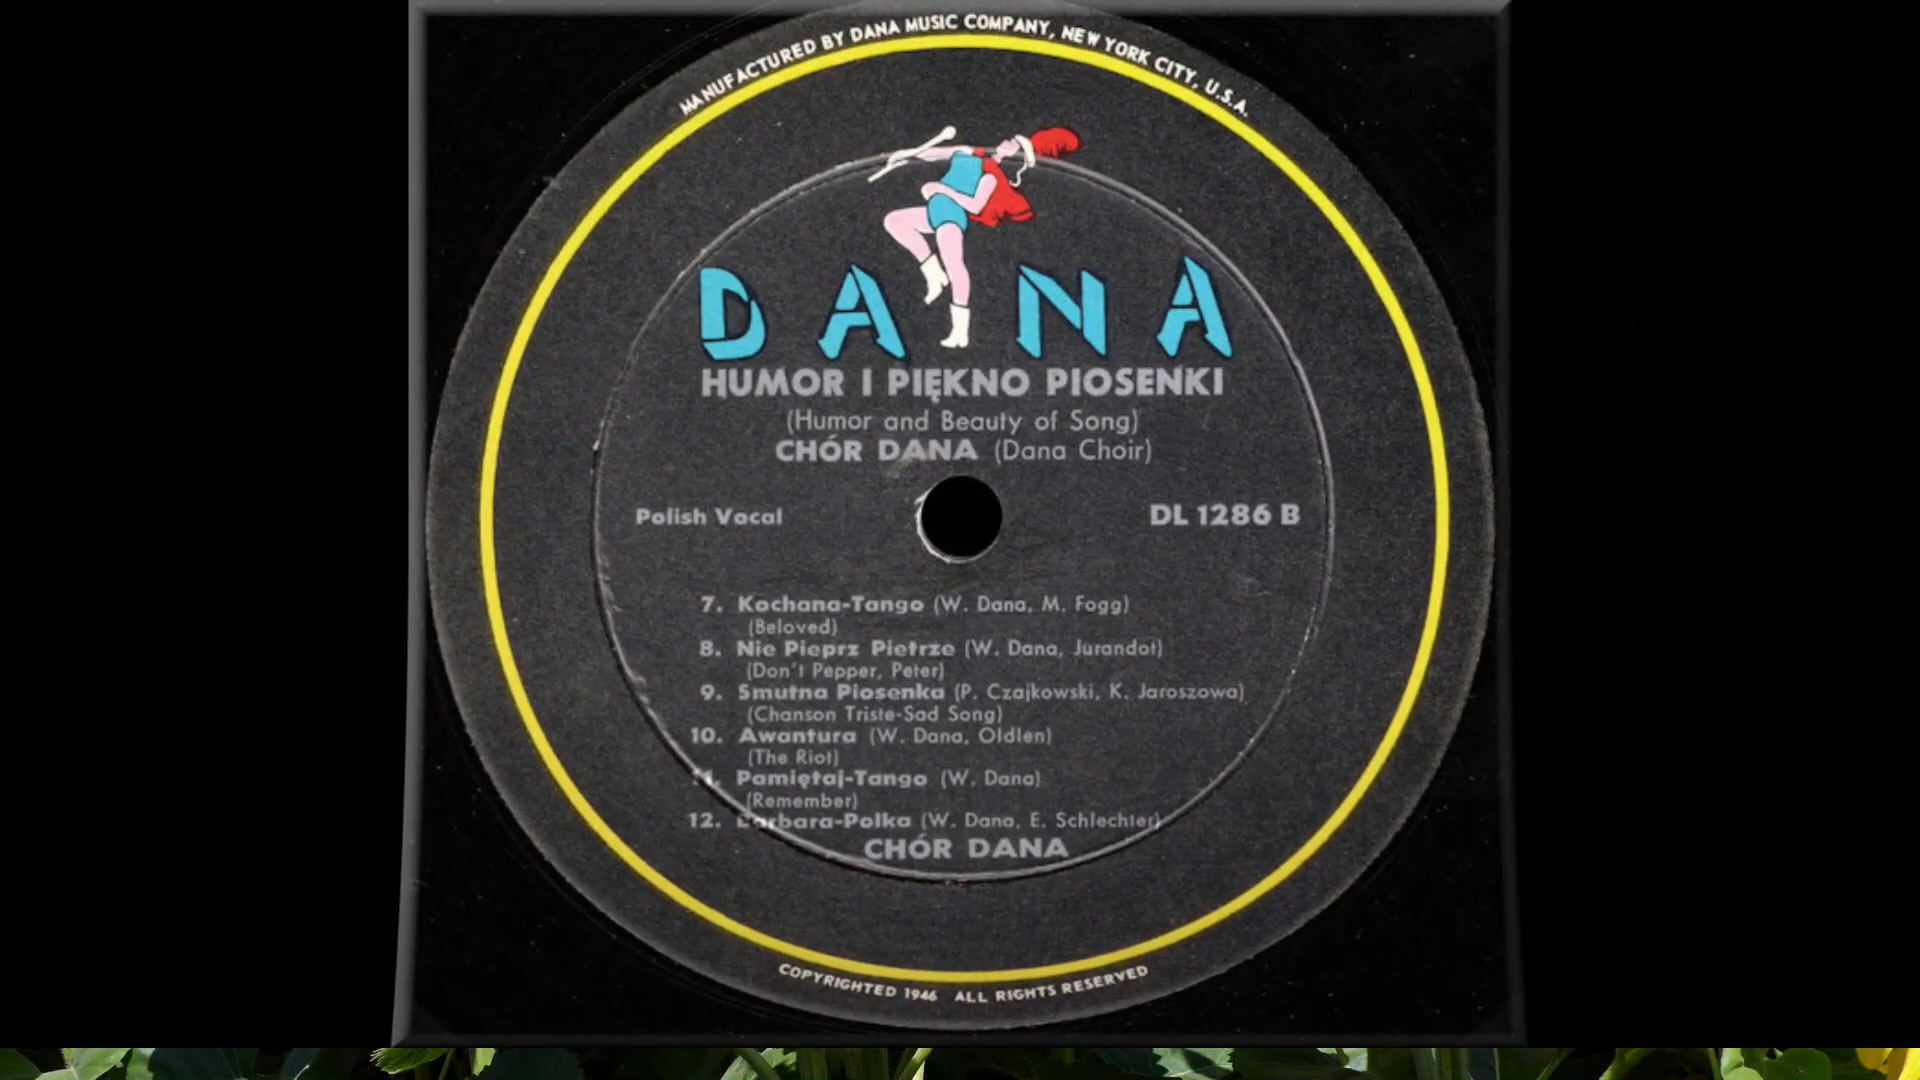 MANUFACTURED BY DANA MUSIC COMPANY, NEW YORK CITY, U.S.A.
DANA
HUMOR I PIĘKNO PIOSENKI
(Humor and Beauty of Song)
CHÓR DANA (Dana Choir)
Polish Vocal
DL 1286 B
7. Kochana-Tango (W. Dana, M. Fogg)
(Beloved)
8. Nie Pieprz Pietrze (W. Dana, Jurandot)
(Don't Pepper, Peter)
9. Smutna Piosenka (P. Czajkowski, K. Jaroszowa)
(Chanson Triste-Sad Song)
10. Awantura (W. Dana, Oldlen)
(The Riot)
11. Pamiętaj-Tango (W. Dana)
(Remember)
12. Barbara-Polka (W. Dana, E. Schlechter)
CHÓR DANA
COPYRIGHTED 1946 ALL RIGHTS RESERVED